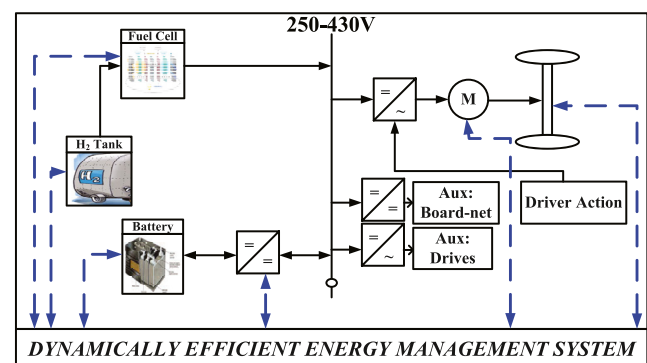 250-430V
Fuel Cell
H₂ Tank
Battery
=
~
M
=
=
Aux:
Board-net
=
~
Aux:
Drives
Driver Action
=
=
DYNAMICALLY EFFICIENT ENERGY MANAGEMENT SYSTEM